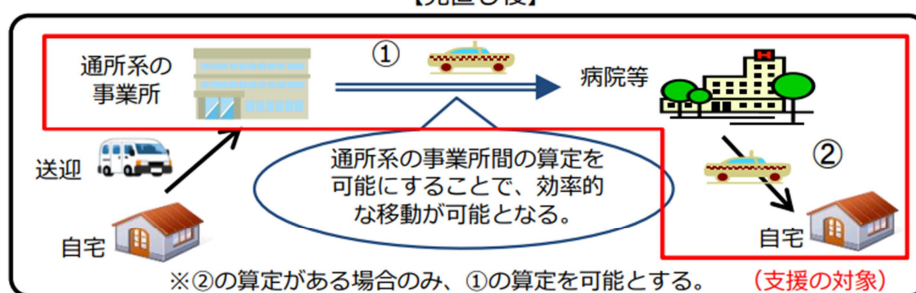 【見直し後】
①
通所系の
事業所
病院等
送迎
通所系の事業所間の算定を
可能にすることで、効率的
な移動が可能となる。
②
自宅
自宅
※②の算定がある場合のみ、①の算定を可能とする。
(支援の対象)